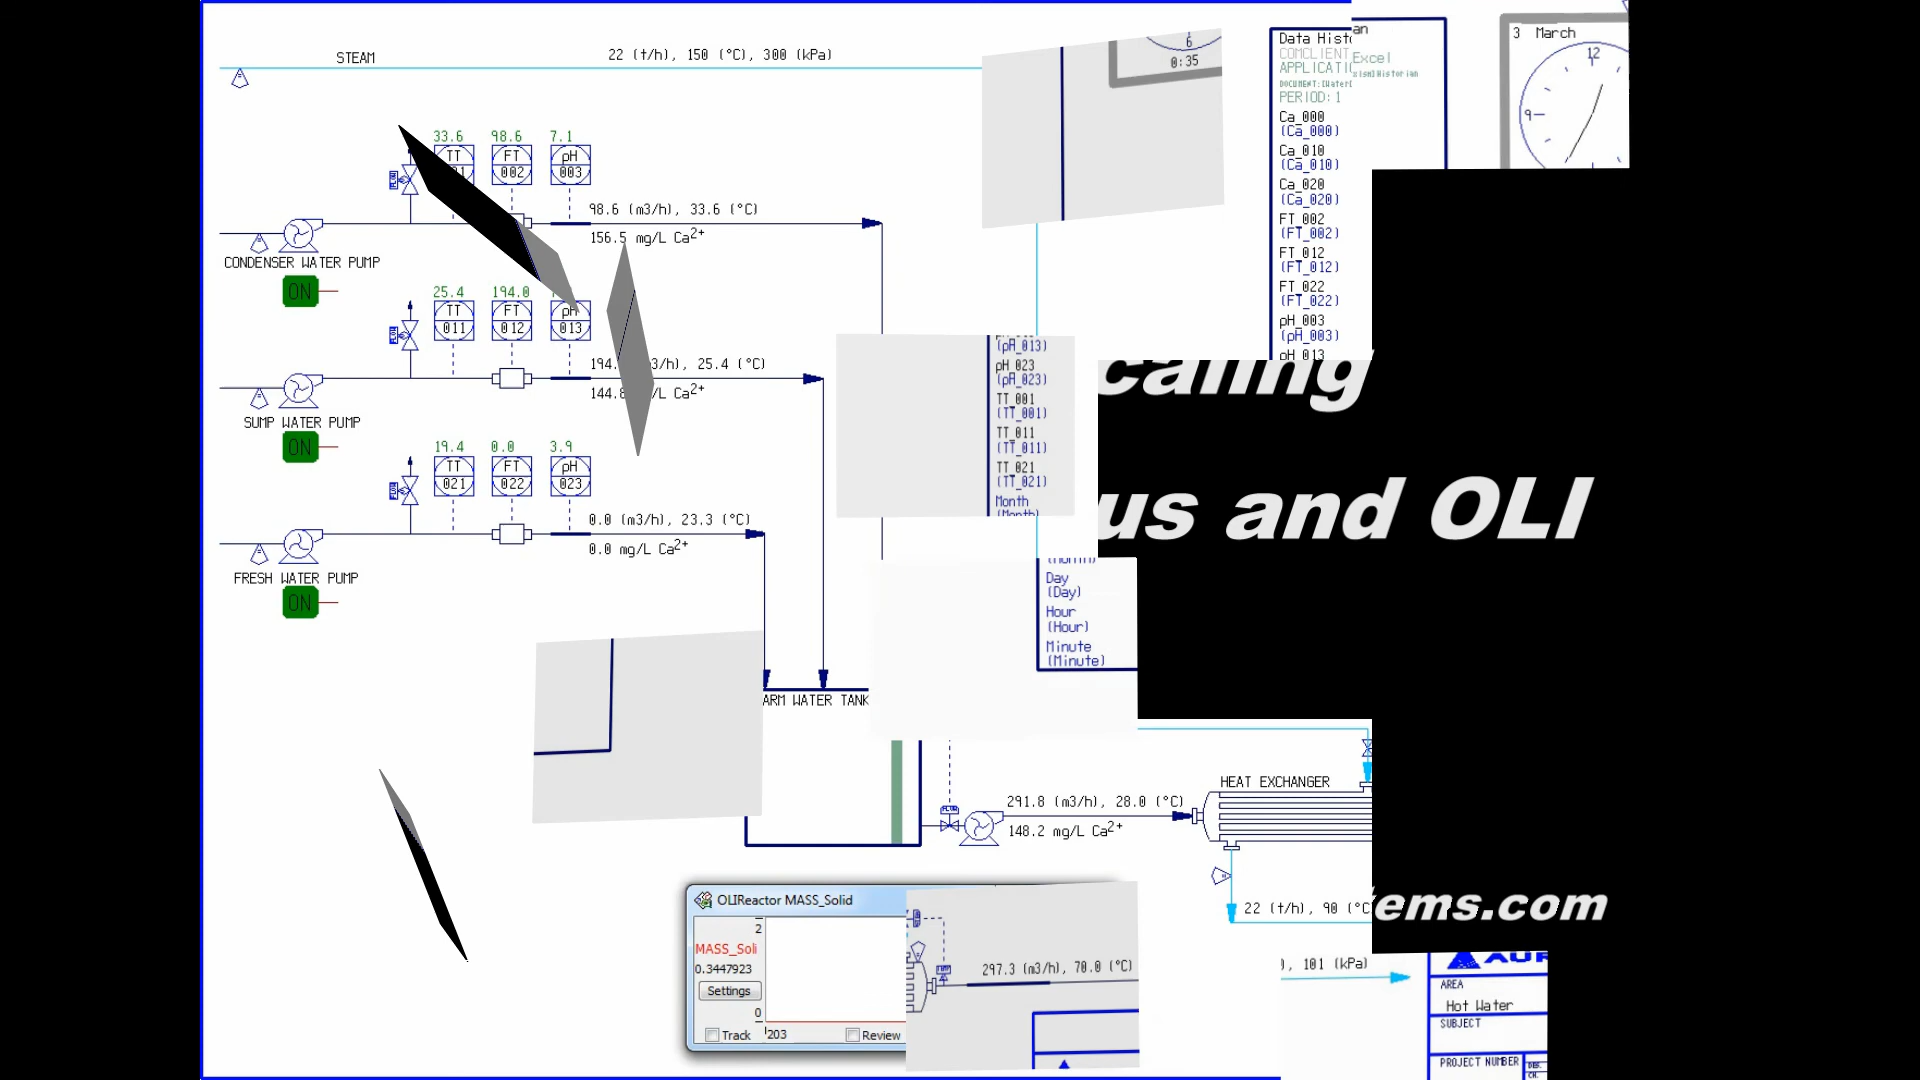 STEAM
22 (t/h), 150 (°C), 300 (kPa)
6
0:35
Data Hist
an
COMCLIENT
Excel
APPLICATI
PERIOD: 1
3 March
12
9
Ca_000
(Ca_000)
Ca_010
(Ca_010)
Ca_020
(Ca_020)
FT_002
(FT_002)
FT_012
(FT_012)
FT_022
(FT_022)
pH_003
(pH_003)
pH_013
(pH_013)
pH_023
(pH_023)
TT_001
(TT_001)
TT_011
(TT_011)
TT_021
(TT_021)
Month
(Month)
Day
(Day)
Hour
(Hour)
Minute
(Minute)
33.6 98.6 7.1
TT FT pH
002 003
98.6 (m3/h), 33.6 (°C)
156.5 mg/L Ca2+
CONDENSER WATER PUMP
ON
25.4 194.0
TT FT pH
011 012 013
194. 3/h), 25.4 (°C)
144.8 /L Ca2+
SUMP WATER PUMP
ON
19.4 0.0 3.9
TT FT pH
021 022 023
0.0 (m3/h), 23.3 (°C)
0.0 mg/L Ca2+
FRESH WATER PUMP
ON
caling
us and OLI
ems.com
ARM WATER TANK
HEAT EXCHANGER
291.8 (m3/h), 28.0 (°C)
148.2 mg/L Ca2+
22 (t/h), 90 (°C
OLIReactor MASS_Solid
2
MASS_Soli
0.3447923
Settings
0
Track
203
Review
297.3 (m3/h), 70.0 (°C)
), 101 (kPa)
AUR
AREA
Hot Water
SUBJECT
PROJECT NUMBER